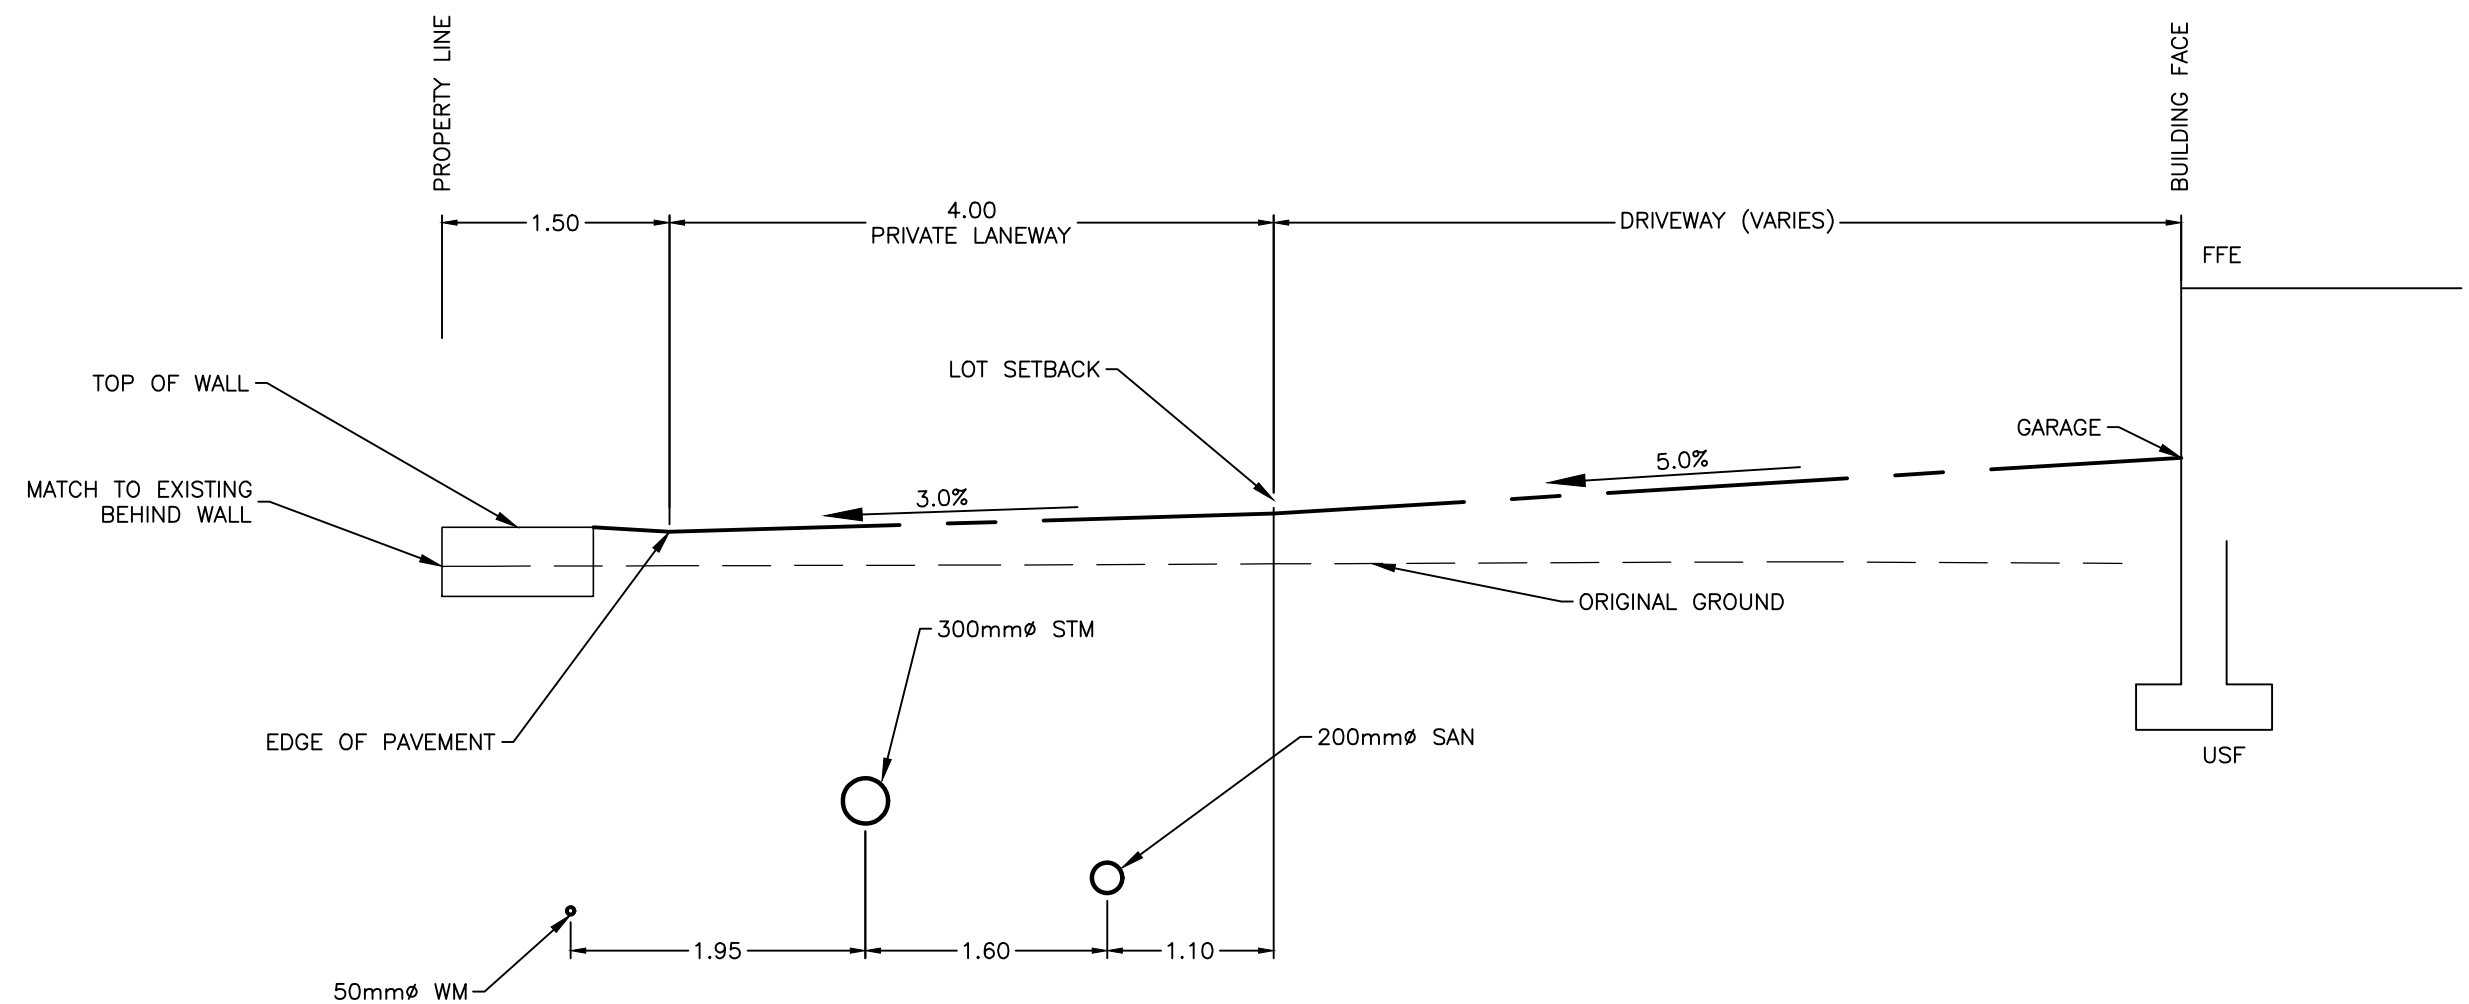 PROPERTY LINE
BUILDING FACE
1.50
4.00
PRIVATE LANEWAY
DRIVEWAY (VARIES)
FFE
TOP OF WALL
LOT SETBACK
GARAGE
5.0%
MATCH TO EXISTING
BEHIND WALL
3.0%
ORIGINAL GROUND
300mmø STM
EDGE OF PAVEMENT
200mmø SAN
USF
1.95
1.60
1.10
50mmø WM